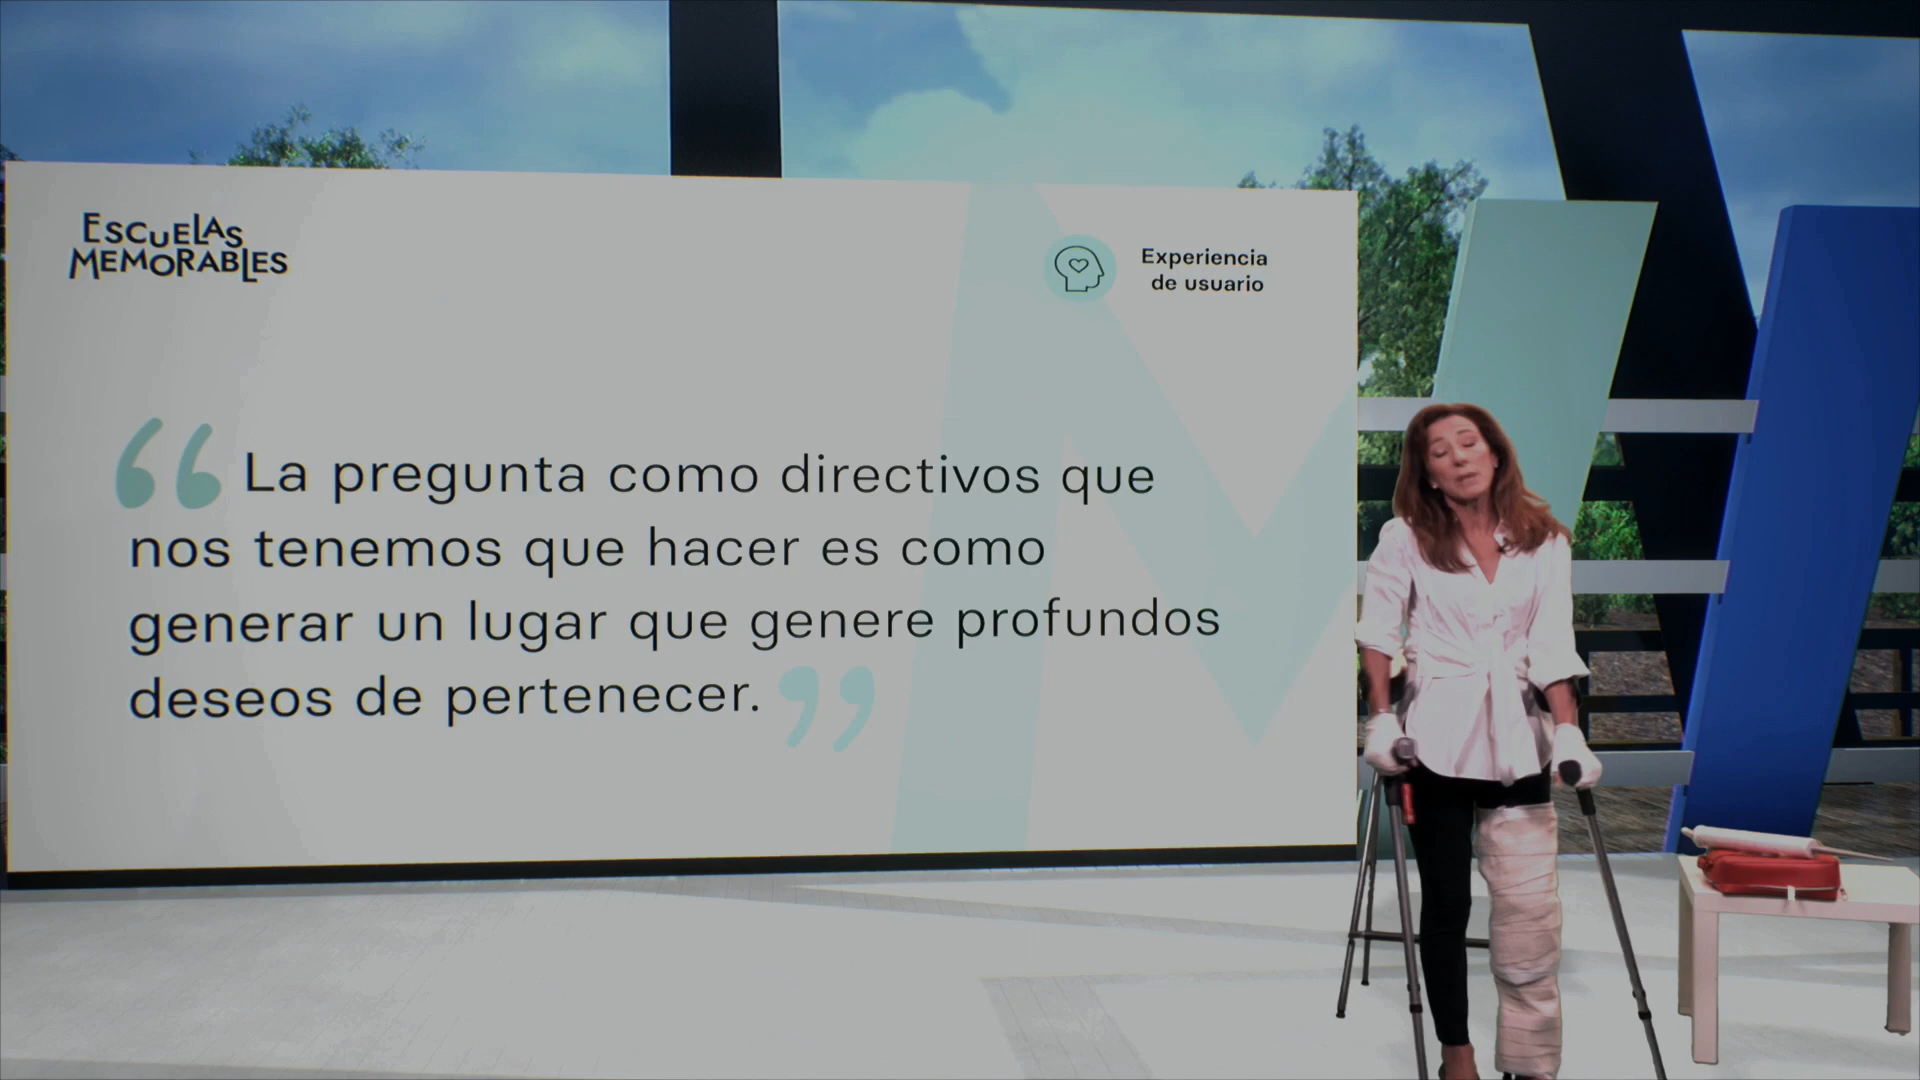 ESCUELAS
MEMORABLES
Experiencia
de usuario
“La pregunta como directivos que
nos tenemos que hacer es como
generar un lugar que genere profundos
deseos de pertenecer.”